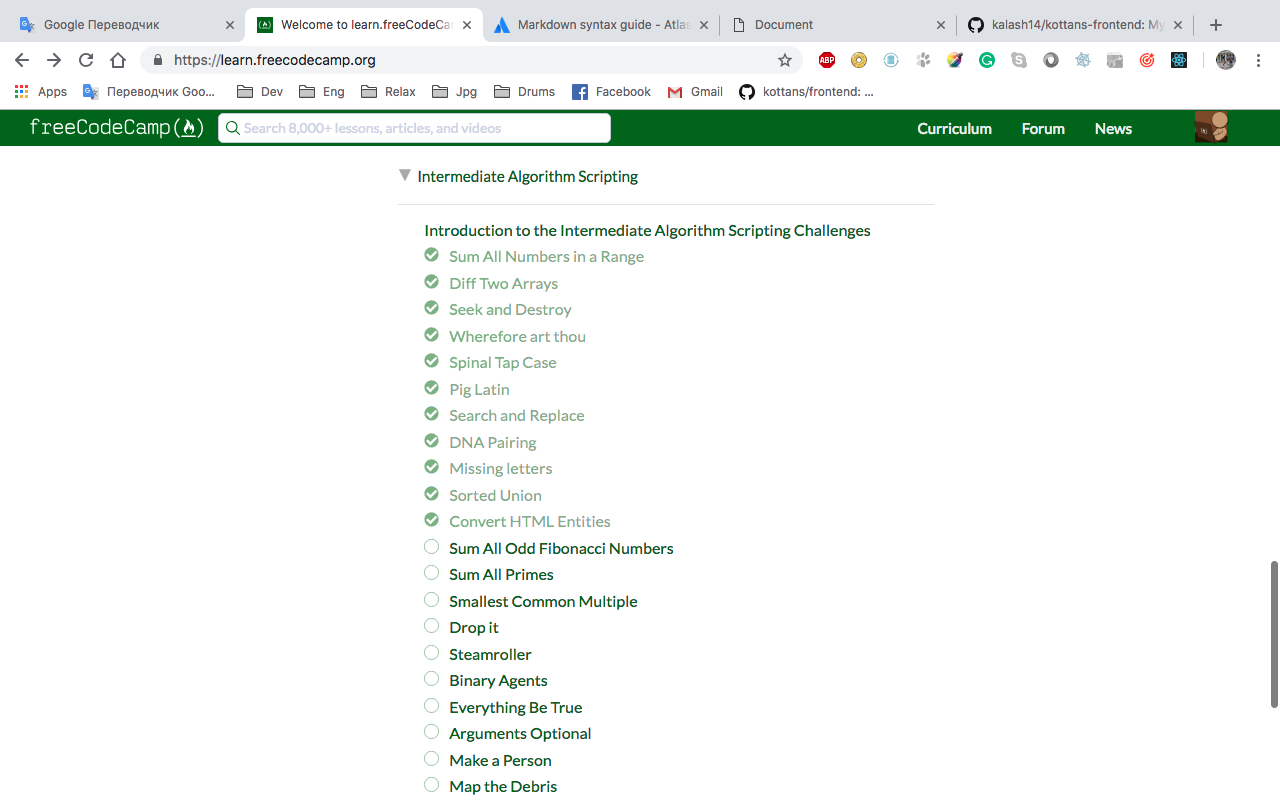 Google Переводчик
Welcome to learn.freeCodeCa
Markdown syntax guide - Atlas
Document
kalash14/kottans-frontend: My
https://learn.freecodecamp.org
ABP
Apps
Переводчик Goo...
Dev
Eng
Relax
Jpg
Drums
Facebook
Gmail
kottans/frontend: ...
freeCodeCamp
Search 8,000+ lessons, articles, and videos
Curriculum
Forum
News
Intermediate Algorithm Scripting
Introduction to the Intermediate Algorithm Scripting Challenges
Sum All Numbers in a Range
Diff Two Arrays
Seek and Destroy
Wherefore art thou
Spinal Tap Case
Pig Latin
Search and Replace
DNA Pairing
Missing letters
Sorted Union
Convert HTML Entities
Sum All Odd Fibonacci Numbers
Sum All Primes
Smallest Common Multiple
Drop it
Steamroller
Binary Agents
Everything Be True
Arguments Optional
Make a Person
Map the Debris